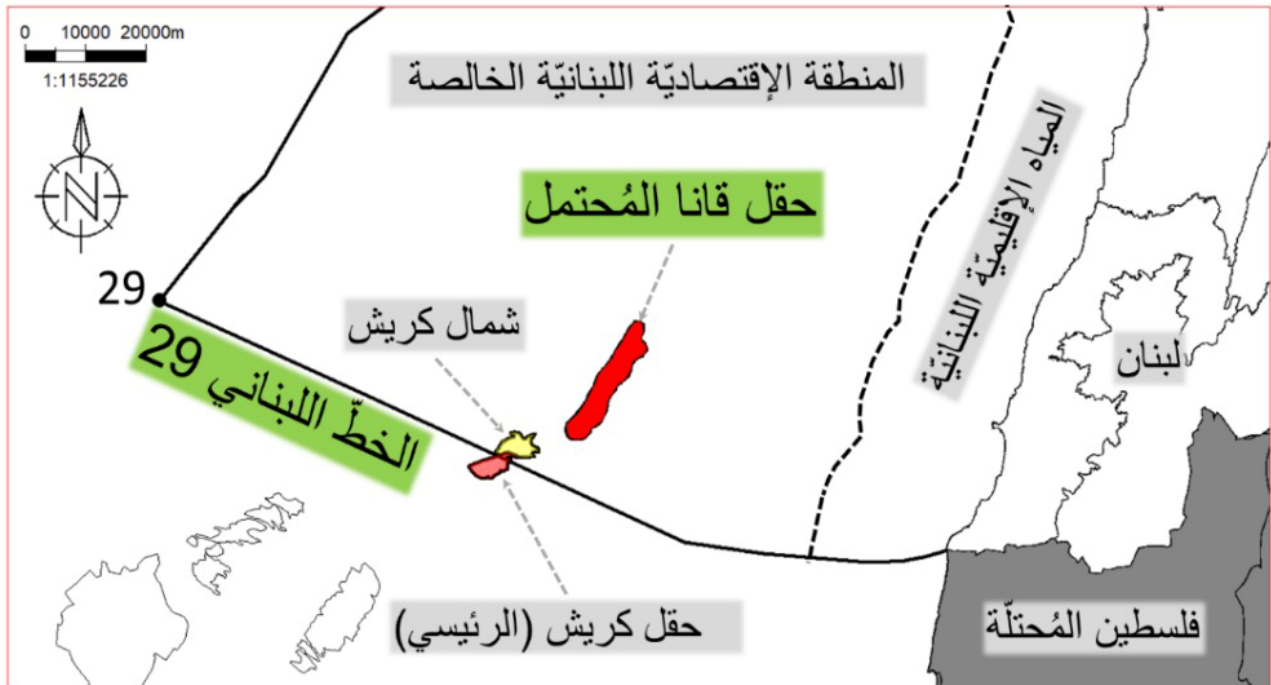 0 10000 20000m
1:1155226
N
المنطقة الإقتصاديّة اللبنانيّة الخالصة
المياه الإقليميّة اللبنانيّة
حقل قانا المُحتمل
29
شمال كريش
لبنان
الخطّ اللبناني 29
حقل كريش (الرئيسي)
فلسطين المُحتلّة